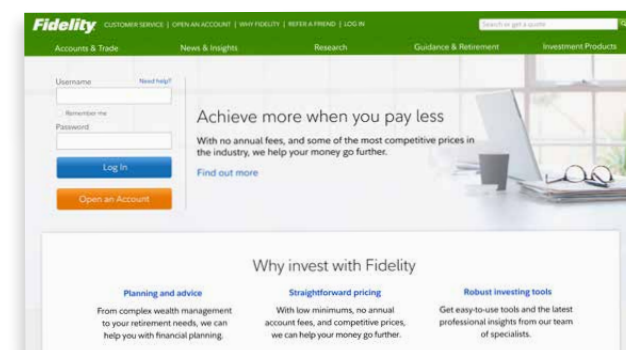 Fidelity CUSTOMER SERVICE | OPEN AN ACCOUNT | WHY FIDELITY | REFER A FRIEND | LOG IN Search or get a quote
Accounts & Trade News & Insights Research Guidance & Retirement Investment Products
Username Need help?
Remember me
Password
Log In
Open an Account
Achieve more when you pay less
With no annual fees, and some of the most competitive prices in
the industry, we help your money go further.
Find out more
Why invest with Fidelity
Planning and advice
From complex wealth management
to your retirement needs, we can
help you with financial planning.
Straightforward pricing
With low minimums, no annual
account fees, and competitive prices,
we can help your money go further.
Robust investing tools
Get easy-to-use tools and the latest
professional insights from our team
of specialists.